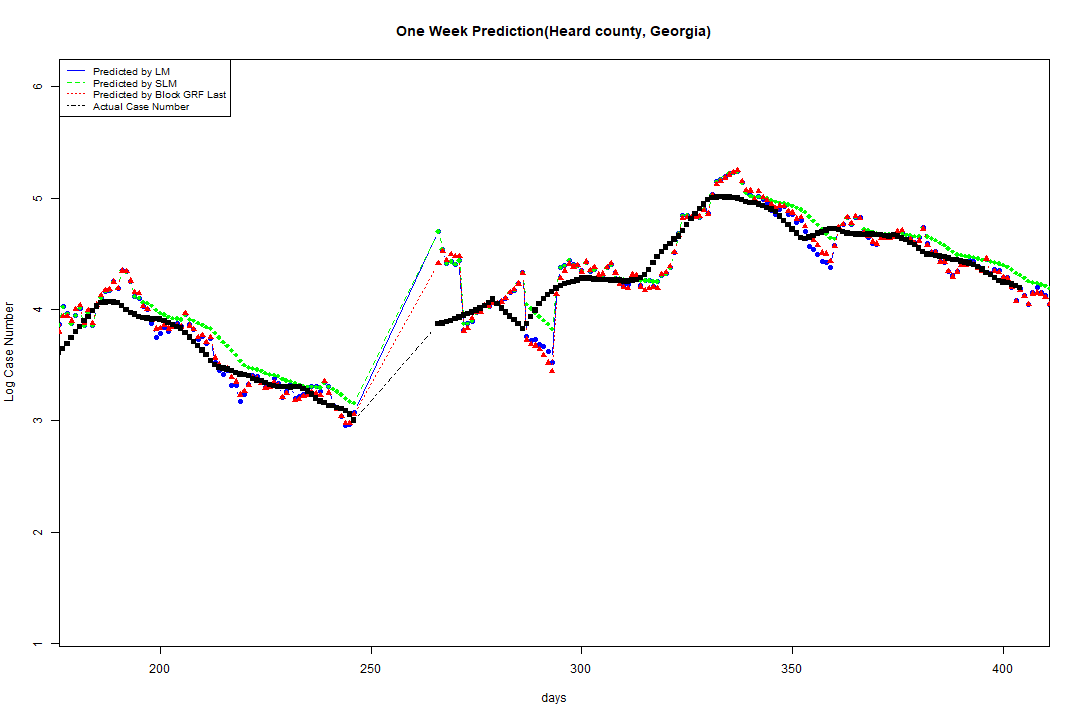 One Week Prediction(Heard county, Georgia)
Predicted by LM
Predicted by SLM
Predicted by Block GRF Last
Actual Case Number
6
5
4
3
2
1
Log Case Number
200 250 300 350 400
days